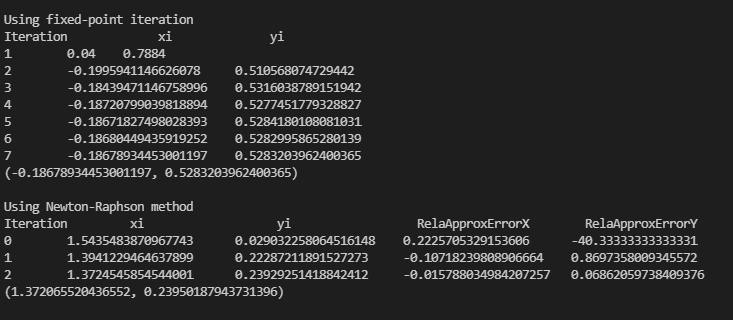 Using fixed-point iteration
Iteration xi yi
1 0.04 0.7884
2 -0.1995941146626078 0.510568074729442
3 -0.18439471146758996 0.5316038789151942
4 -0.18720799039818894 0.5277451779328827
5 -0.18671827498028393 0.5284180108081031
6 -0.18680449435919252 0.5282995865280139
7 -0.18678934453001197 0.5283203962400365
(-0.18678934453001197, 0.5283203962400365)
Using Newton-Raphson method
Iteration xi yi RelaApproxErrorX RelaApproxErrorY
0 1.5435483870967743 0.029032258064516148 0.2225705329153606 -40.33333333333331
1 1.3941229464637899 0.22287211891527273 -0.10718239808906664 0.8697358009345572
2 1.3724545854544001 0.23929251418842412 -0.015788034984207257 0.06862059738409376
(1.372065520436552, 0.23950187943731396)